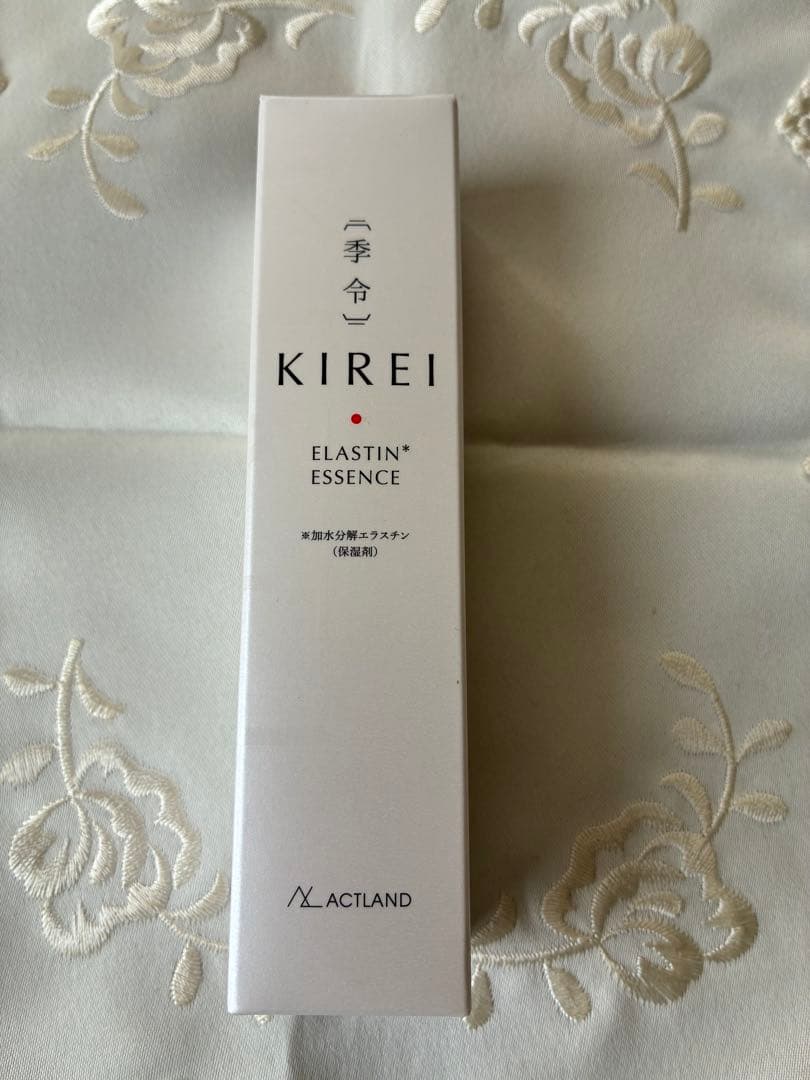 【季令】
KIREI
ELASTIN*
ESSENCE
※加水分解エラスチン
(保湿剤)
ACTLAND